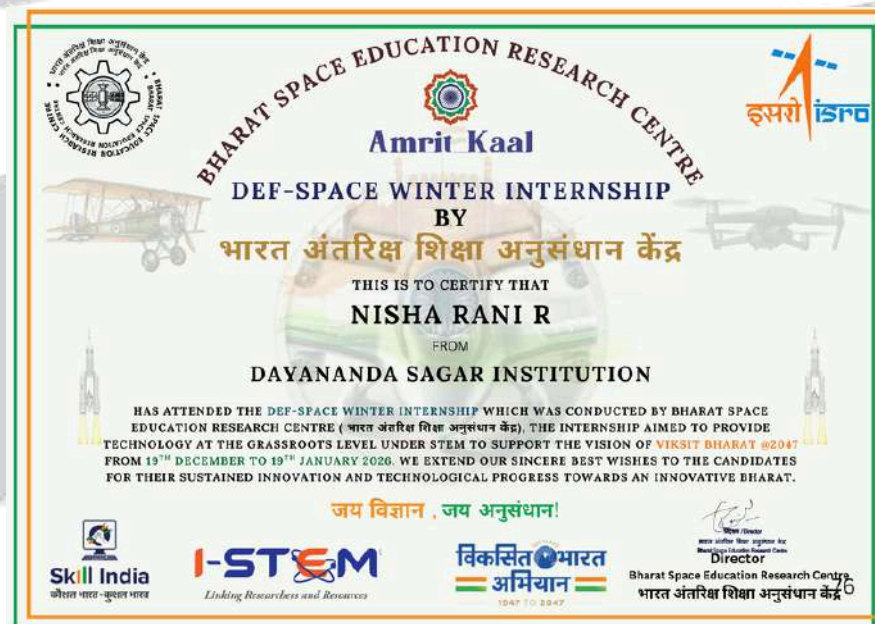 BHARAT SPACE EDUCATION RESEARCH CENTRE
इसरो isro
Amrit Kaal
DEF-SPACE WINTER INTERNSHIP
BY
भारत अंतरिक्ष शिक्षा अनुसंधान केंद्र
THIS IS TO CERTIFY THAT
NISHA RANI R
FROM
DAYANANDA SAGAR INSTITUTION
HAS ATTENDED THE DEF-SPACE WINTER INTERNSHIP WHICH WAS CONDUCTED BY BHARAT SPACE
EDUCATION RESEARCH CENTRE ( भारत अंतरिक्ष शिक्षा अनुसंधान केंद्र), THE INTERNSHIP AIMED TO PROVIDE
TECHNOLOGY AT THE GRASSROOTS LEVEL UNDER STEM TO SUPPORT THE VISION OF VIKSIT BHARAT @2047
FROM 19TH DECEMBER TO 19TH JANUARY 2026. WE EXTEND OUR SINCERE BEST WISHES TO THE CANDIDATES
FOR THEIR SUSTAINED INNOVATION AND TECHNOLOGICAL PROGRESS TOWARDS AN INNOVATIVE BHARAT.
जय विज्ञान , जय अनुसंधान!
Skill India
कौशल भारत-कुशल भारत
I-STEM
Linking Researchers and Resources
विकसित भारत
अभियान
1947 TO 2047
Director
Bharat Space Education Research Centre
भारत अंतरिक्ष शिक्षा अनुसंधान केंद्र